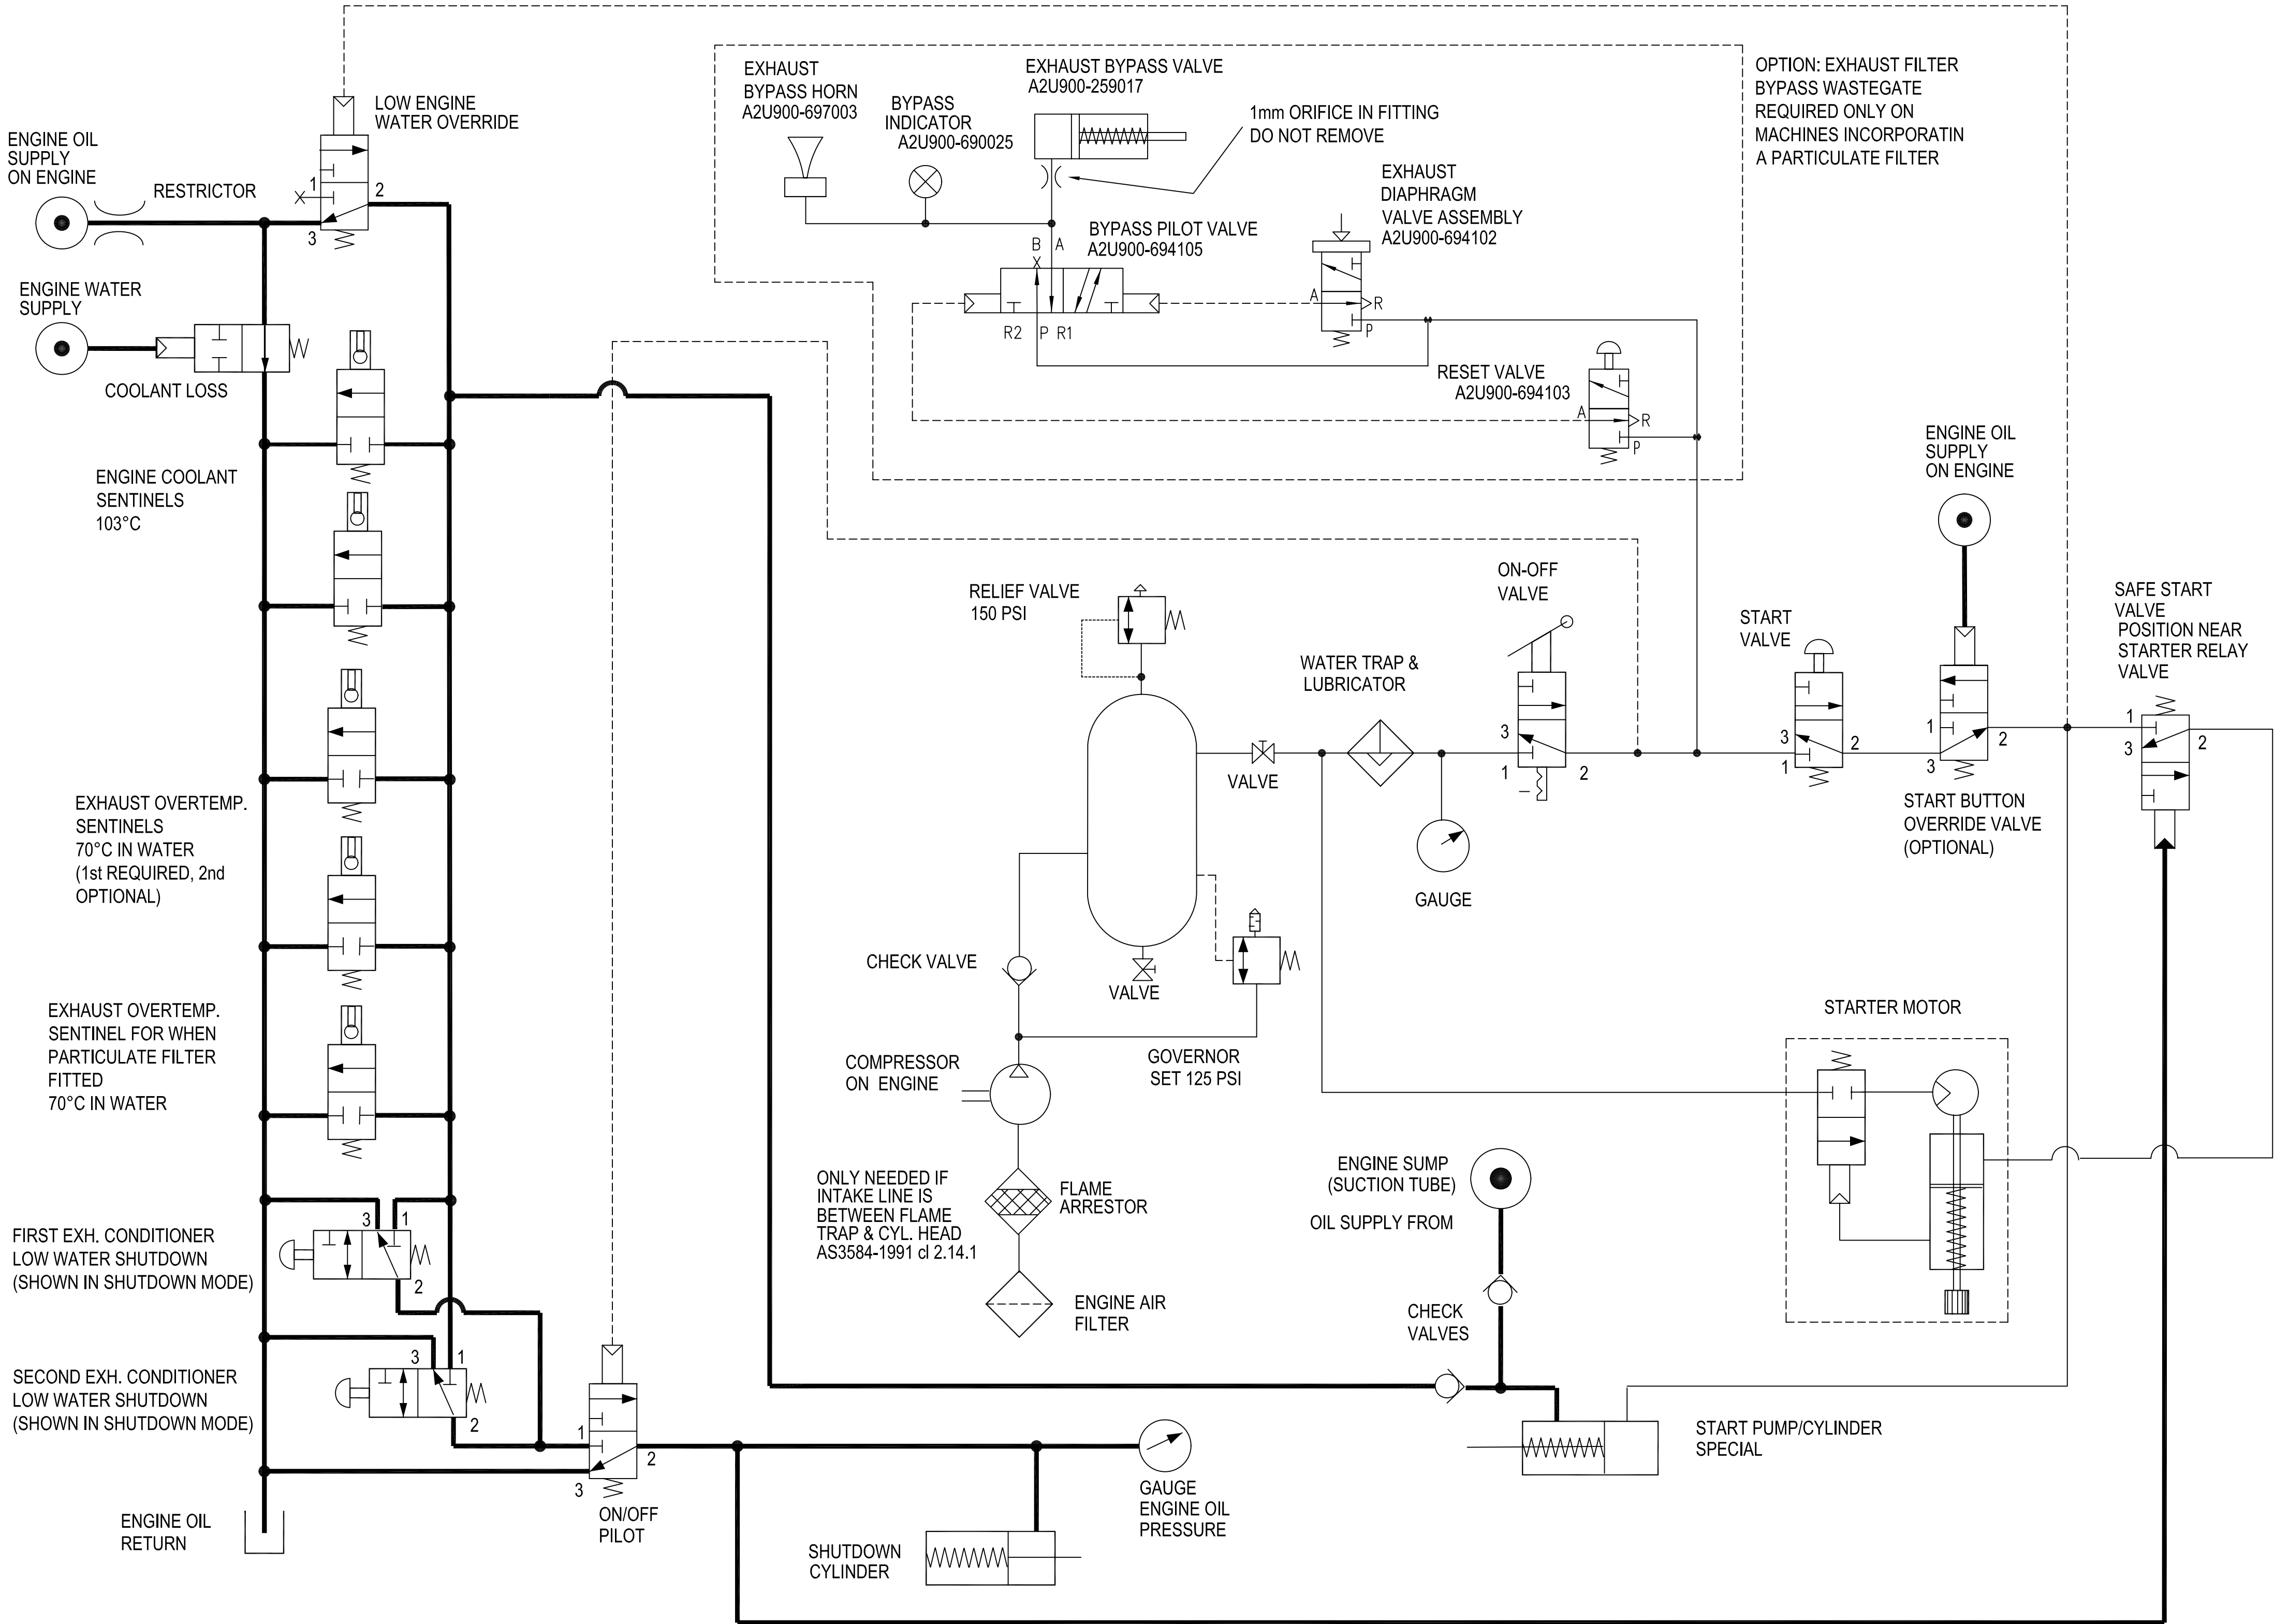 LOW ENGINE
WATER OVERRIDE
ENGINE OIL
SUPPLY
ON ENGINE
RESTRICTOR
1
2
3
ENGINE WATER
SUPPLY
COOLANT LOSS
ENGINE COOLANT
SENTINELS
103°C
EXHAUST OVERTEMP.
SENTINELS
70°C IN WATER
(1st REQUIRED, 2nd
OPTIONAL)
EXHAUST OVERTEMP.
SENTINEL FOR WHEN
PARTICULATE FILTER
FITTED
70°C IN WATER
FIRST EXH. CONDITIONER
LOW WATER SHUTDOWN
(SHOWN IN SHUTDOWN MODE)
3 1
2
SECOND EXH. CONDITIONER
LOW WATER SHUTDOWN
(SHOWN IN SHUTDOWN MODE)
3 1
2
ENGINE OIL
RETURN
1
2
3
ON/OFF
PILOT
EXHAUST
BYPASS HORN
A2U900-697003
BYPASS
INDICATOR
A2U900-690025
EXHAUST BYPASS VALVE
A2U900-259017
1mm ORIFICE IN FITTING
DO NOT REMOVE
EXHAUST
DIAPHRAGM
VALVE ASSEMBLY
A2U900-694102
BYPASS PILOT VALVE
A2U900-694105
B A
R2 P R1
A
R
P
RESET VALVE
A2U900-694103
A
R
P
OPTION: EXHAUST FILTER
BYPASS WASTEGATE
REQUIRED ONLY ON
MACHINES INCORPORATIN
A PARTICULATE FILTER
ENGINE OIL
SUPPLY
ON ENGINE
RELIEF VALVE
150 PSI
WATER TRAP &
LUBRICATOR
ON-OFF
VALVE
3
1
2
VALVE
GAUGE
START
VALVE
3
1
2
1
2
3
START BUTTON
OVERRIDE VALVE
(OPTIONAL)
SAFE START
VALVE
POSITION NEAR
STARTER RELAY
VALVE
1
3
2
CHECK VALVE
VALVE
COMPRESSOR
ON ENGINE
GOVERNOR
SET 125 PSI
ONLY NEEDED IF
INTAKE LINE IS
BETWEEN FLAME
TRAP & CYL. HEAD
AS3584-1991 cl 2.14.1
FLAME
ARRESTOR
ENGINE AIR
FILTER
STARTER MOTOR
ENGINE SUMP
(SUCTION TUBE)
OIL SUPPLY FROM
CHECK
VALVES
START PUMP/CYLINDER
SPECIAL
GAUGE
ENGINE OIL
PRESSURE
SHUTDOWN
CYLINDER